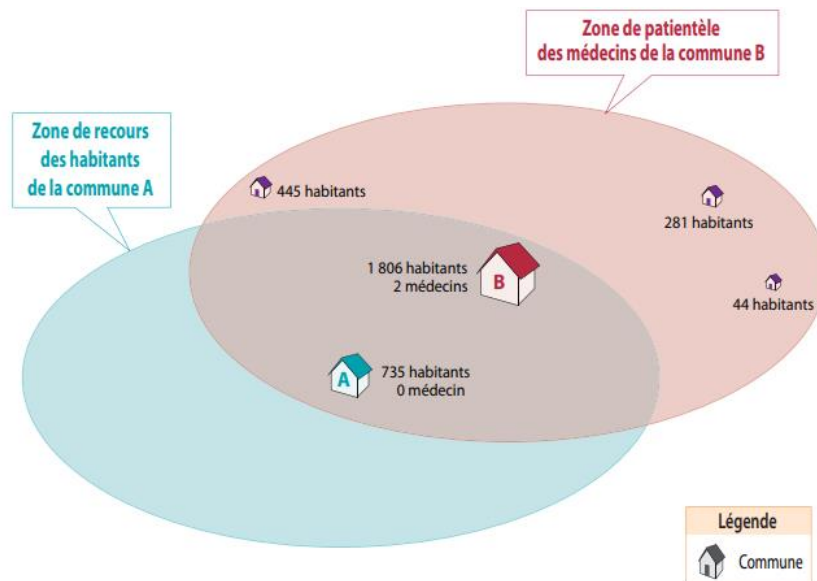 Zone de patientèle
des médecins de la commune B
Zone de recours
des habitants
de la commune A
445 habitants
281 habitants
1 806 habitants
2 médecins
B
44 habitants
A
735 habitants
0 médecin
Légende
Commune